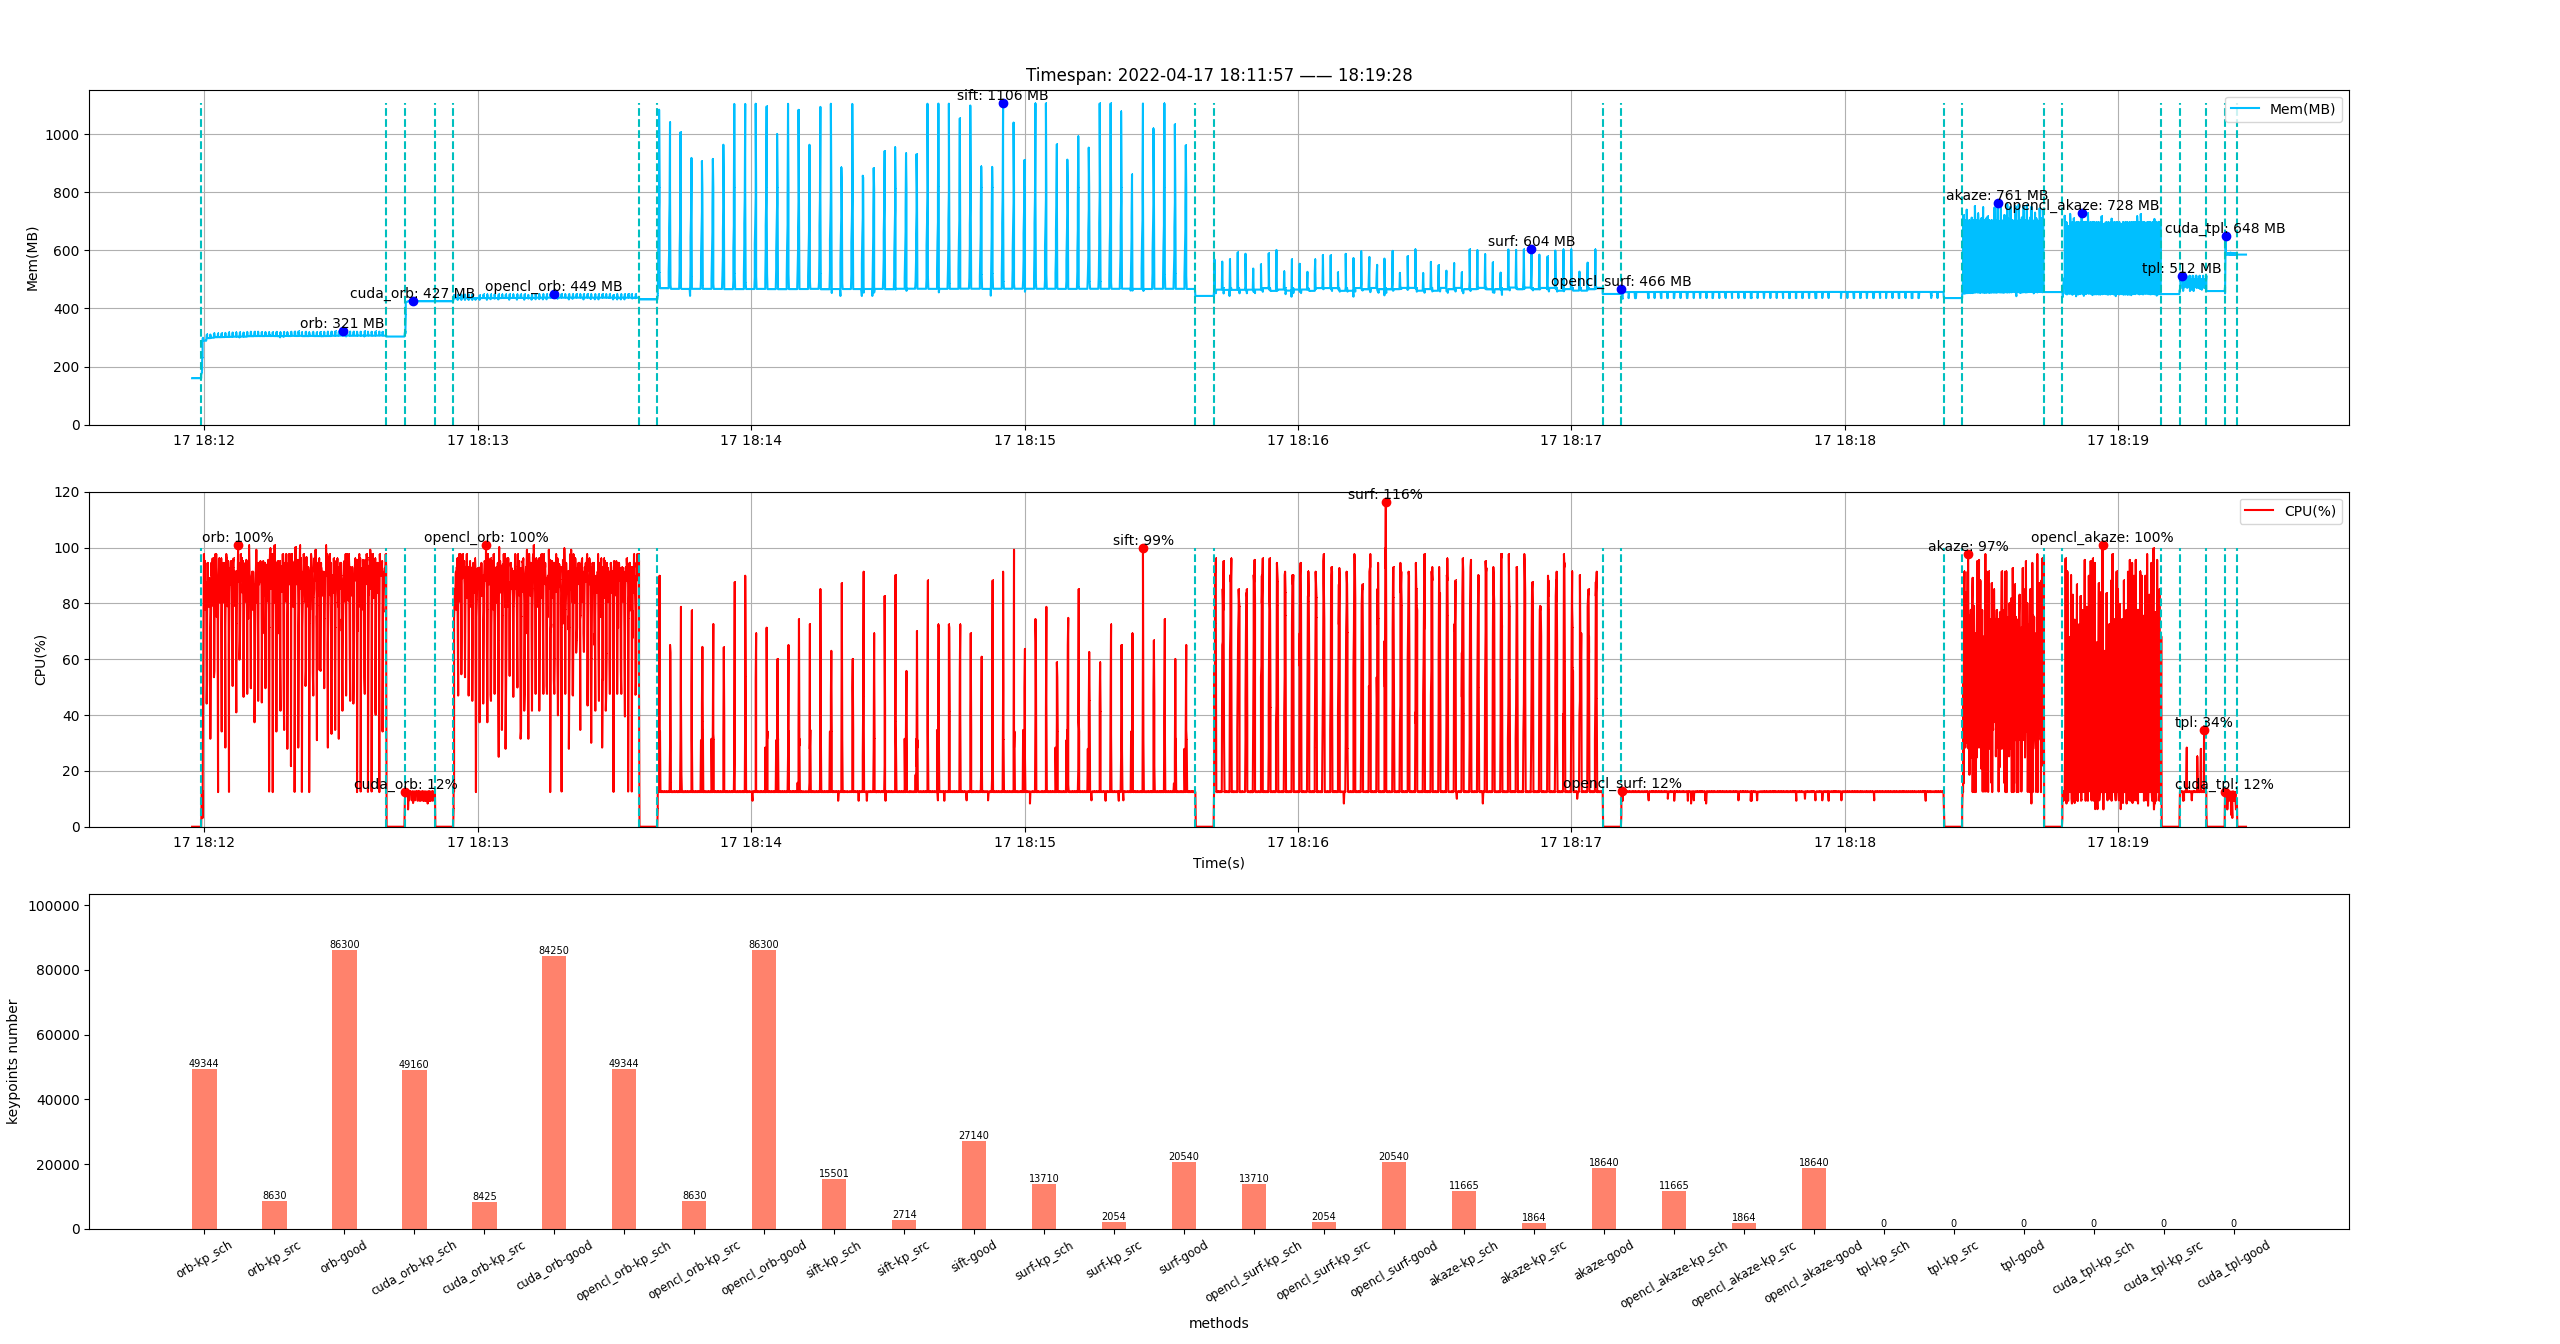 Timespan: 2022-04-17 18:11:57 —— 18:19:28
Mem(MB)
Mem(MB)
1000
800
600
400
200
0
sift: 1106 MB
akaze: 761 MB
opencl_akaze: 728 MB
cuda_tpl: 648 MB
surf: 604 MB
tpl: 512 MB
opencl_surf: 466 MB
opencl_orb: 449 MB
cuda_orb: 427 MB
orb: 321 MB
17 18:12 17 18:13 17 18:14 17 18:15 17 18:16 17 18:17 17 18:18 17 18:19
CPU(%)
CPU(%)
120
100
80
60
40
20
0
surf: 116%
orb: 100%
opencl_orb: 100%
sift: 99%
akaze: 97%
opencl_akaze: 100%
tpl: 34%
cuda_orb: 12%
opencl_surf: 12%
cuda_tpl: 12%
17 18:12 17 18:13 17 18:14 17 18:15 17 18:16 17 18:17 17 18:18 17 18:19
Time(s)
keypoints number
100000
80000
60000
40000
20000
0
49344 8630 86300 49160 8425 84250 49344 8630 86300 15501 2714 27140 13710 2054 20540 13710 2054 20540 11665 1864 18640 11665 1864 18640 0 0 0 0 0 0
orb-kp_sch orb-kp_src orb-good cuda_orb-kp_sch cuda_orb-kp_src cuda_orb-good opencl_orb-kp_sch opencl_orb-kp_src opencl_orb-good sift-kp_sch sift-kp_src sift-good surf-kp_sch surf-kp_src surf-good opencl_surf-kp_sch opencl_surf-kp_src opencl_surf-good akaze-kp_sch akaze-kp_src akaze-good opencl_akaze-kp_sch opencl_akaze-kp_src opencl_akaze-good tpl-kp_sch tpl-kp_src tpl-good cuda_tpl-kp_sch cuda_tpl-kp_src cuda_tpl-good
methods